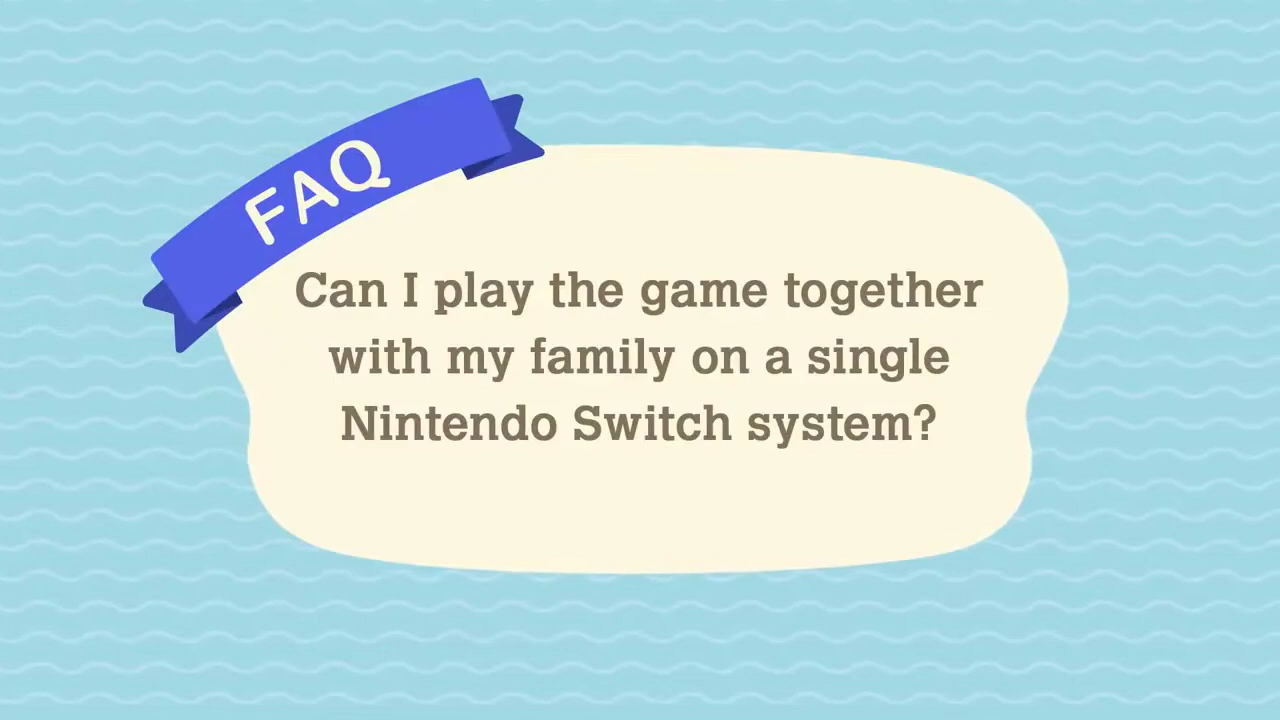 FAQ
Can I play the game together
with my family on a single
Nintendo Switch system?